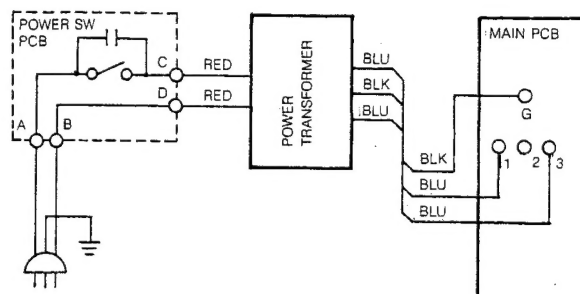 POWER SW
PCB
C
RED
D
RED
A
B
POWER
TRANSFORMER
BLU
BLK
BLU
BLK
BLU
BLU
MAIN PCB
G
1
2
3